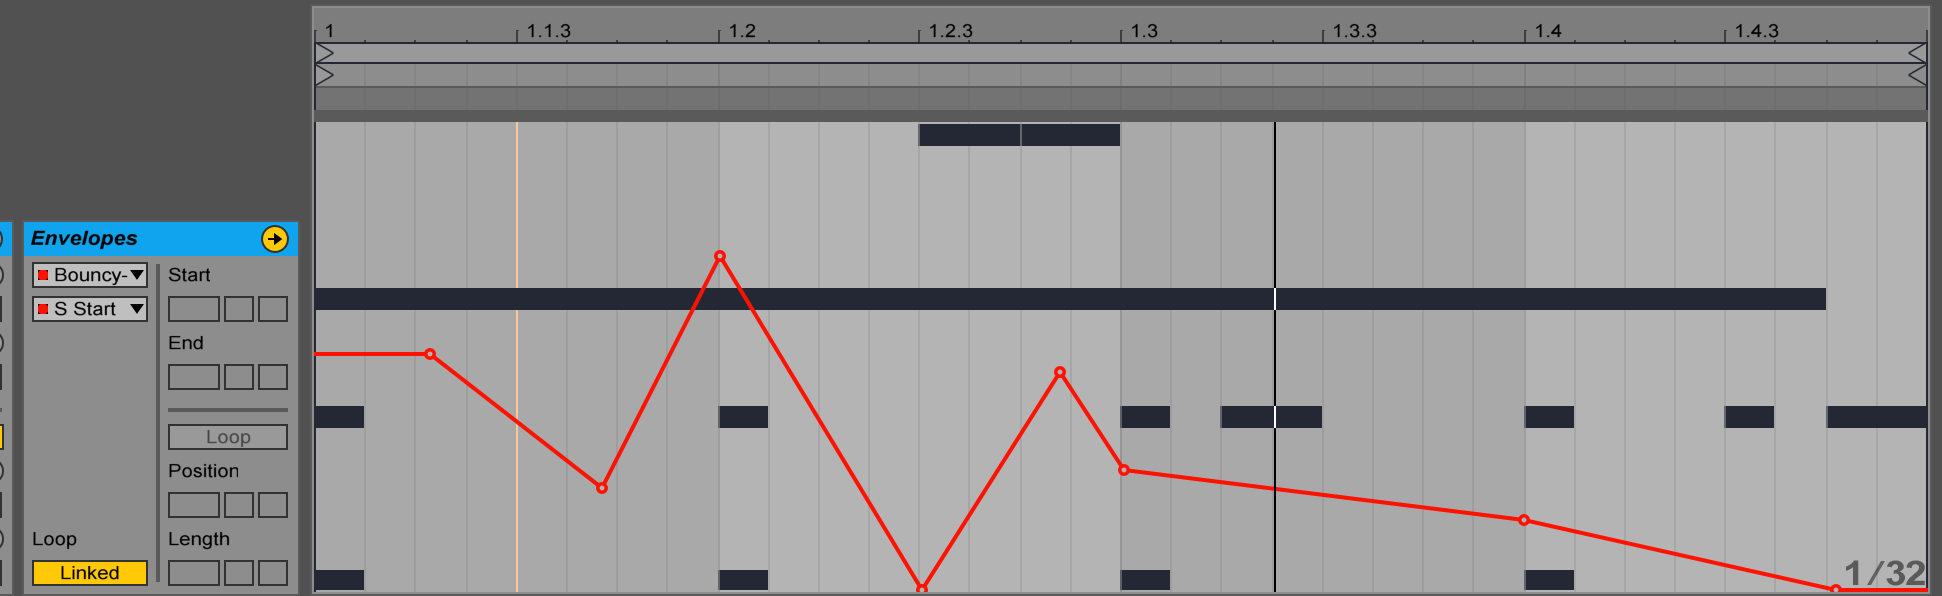 1 1.1.3 1.2 1.2.3 1.3 1.3.3 1.4 1.4.3
Envelopes
Bouncy- Start
S Start
End
Loop
Position
Loop Length
Linked
1/32